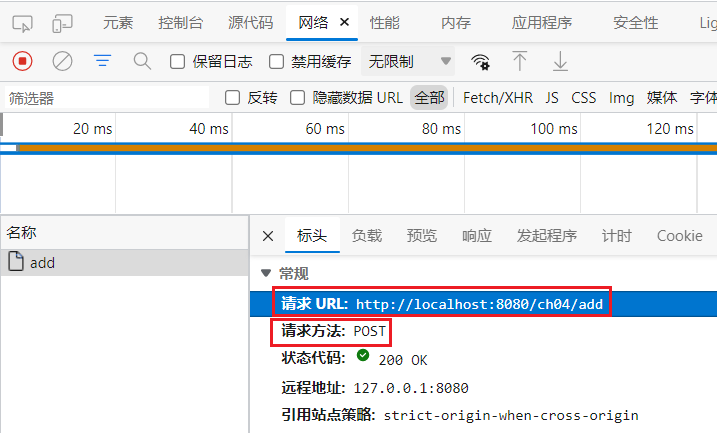 元素 控制台 源代码 网络 性能 内存 应用程序 安全性 Lig
保留日志 禁用缓存 无限制
筛选器 反转 隐藏数据 URL 全部 Fetch/XHR JS CSS Img 媒体 字体
20 ms 40 ms 60 ms 80 ms 100 ms 120 ms
名称 标头 负载 预览 响应 发起程序 计时 Cookie
add
常规
请求 URL: http://localhost:8080/ch04/add
请求方法: POST
状态代码: 200 OK
远程地址: 127.0.0.1:8080
引用站点策略: strict-origin-when-cross-origin